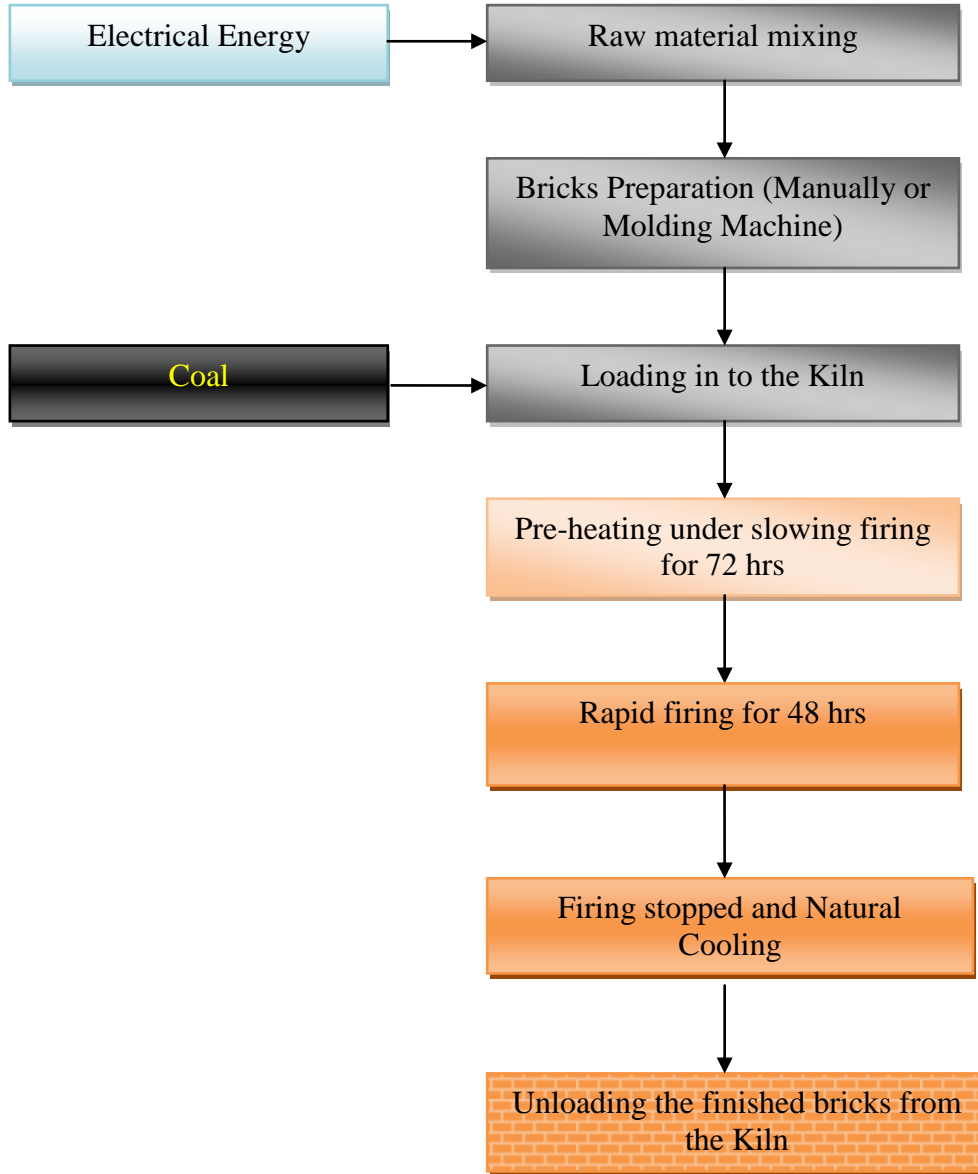 Electrical Energy
Raw material mixing
Bricks Preparation (Manually or
Molding Machine)
Coal
Loading in to the Kiln
Pre-heating under slowing firing
for 72 hrs
Rapid firing for 48 hrs
Firing stopped and Natural
Cooling
Unloading the finished bricks from
the Kiln